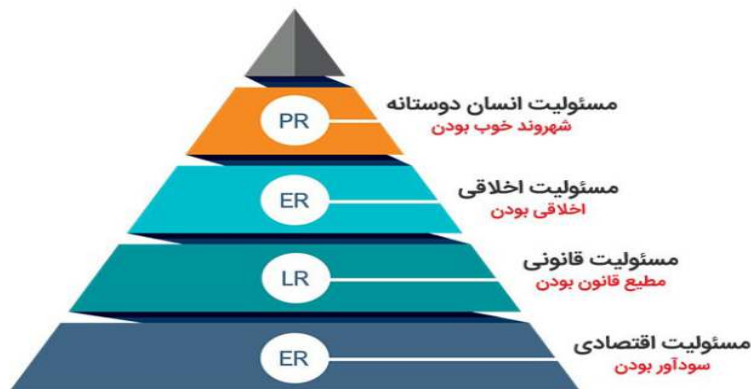 PR
مسئولیت انسان دوستانه
شهروند خوب بودن
ER
مسئولیت اخلاقی
اخلاقی بودن
LR
مسئولیت قانونی
مطیع قانون بودن
ER
مسئولیت اقتصادی
سودآور بودن